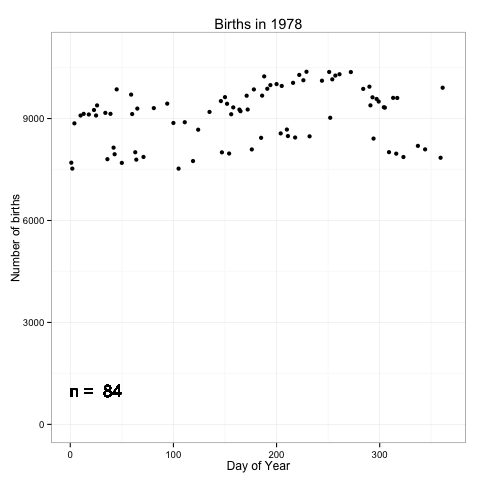 Births in 1978
Number of births
9000
6000
3000
0
n = 84
0 100 200 300
Day of Year